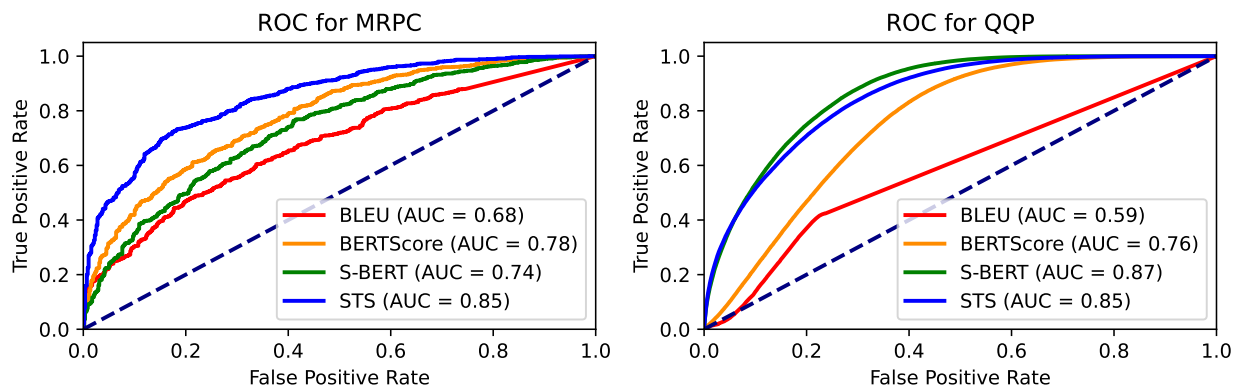 ROC for MRPC
True Positive Rate
1.0
0.8
0.6
0.4
0.2
0.0
BLEU (AUC = 0.68)
BERTScore (AUC = 0.78)
S-BERT (AUC = 0.74)
STS (AUC = 0.85)
0.0 0.2 0.4 0.6 0.8 1.0
False Positive Rate
ROC for QQP
True Positive Rate
1.0
0.8
0.6
0.4
0.2
0.0
BLEU (AUC = 0.59)
BERTScore (AUC = 0.76)
S-BERT (AUC = 0.87)
STS (AUC = 0.85)
0.0 0.2 0.4 0.6 0.8 1.0
False Positive Rate